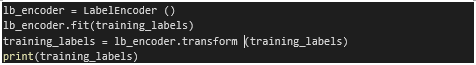 lb_encoder = LabelEncoder ()
lb_encoder.fit(training_labels)
training_labels = lb_encoder.transform (training_labels)
print(training_labels)